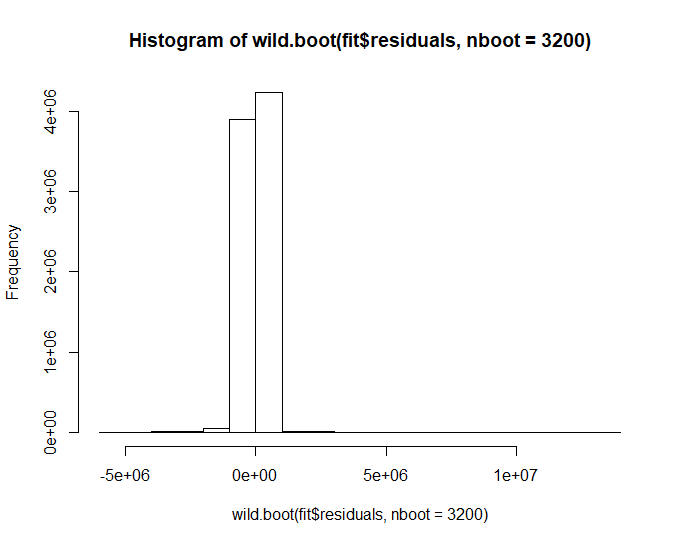 Histogram of wild.boot(fit$residuals, nboot = 3200)
Frequency
4e+06
3e+06
2e+06
1e+06
0e+00
-5e+06 0e+00 5e+06 1e+07
wild.boot(fit$residuals, nboot = 3200)